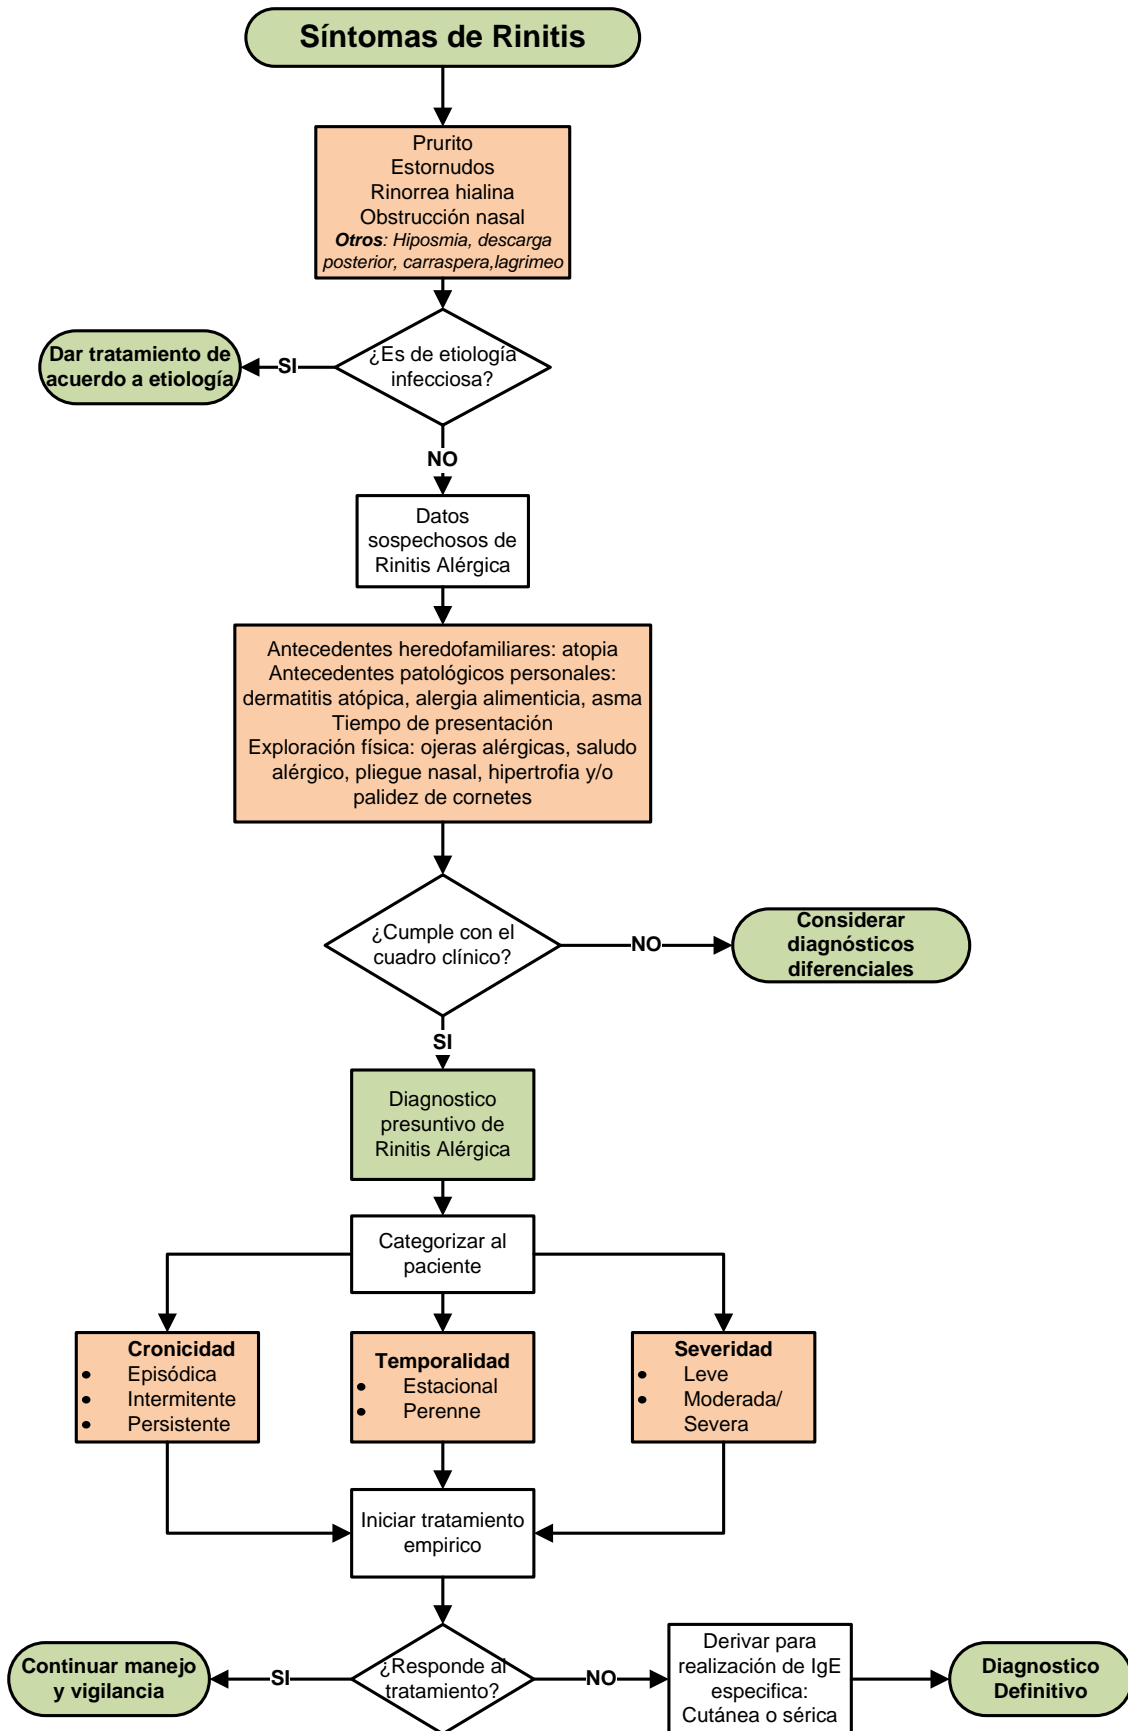 Síntomas de Rinitis
Prurito
Estornudos
Rinorrea hialina
Obstrucción nasal
Otros: Hiposmia, descarga
posterior, carraspera,lagrimeo
¿Es de etiología
infecciosa?
SI
Dar tratamiento de
acuerdo a etiología
NO
Datos
sospechosos de
Rinitis Alérgica
Antecedentes heredofamiliares: atopia
Antecedentes patológicos personales:
dermatitis atópica, alergia alimenticia, asma
Tiempo de presentación
Exploración física: ojeras alérgicas, saludo
alérgico, pliegue nasal, hipertrofia y/o
palidez de cornetes
¿Cumple con el
cuadro clínico?
NO
Considerar
diagnósticos
diferenciales
SI
Diagnostico
presuntivo de
Rinitis Alérgica
Categorizar al
paciente
Cronicidad
• Episódica
• Intermitente
• Persistente
Temporalidad
• Estacional
• Perenne
Severidad
• Leve
• Moderada/
Severa
Iniciar tratamiento
empirico
¿Responde al
tratamiento?
SI
Continuar manejo
y vigilancia
NO
Derivar para
realización de IgE
especifica:
Cutánea o sérica
Diagnostico
Definitivo